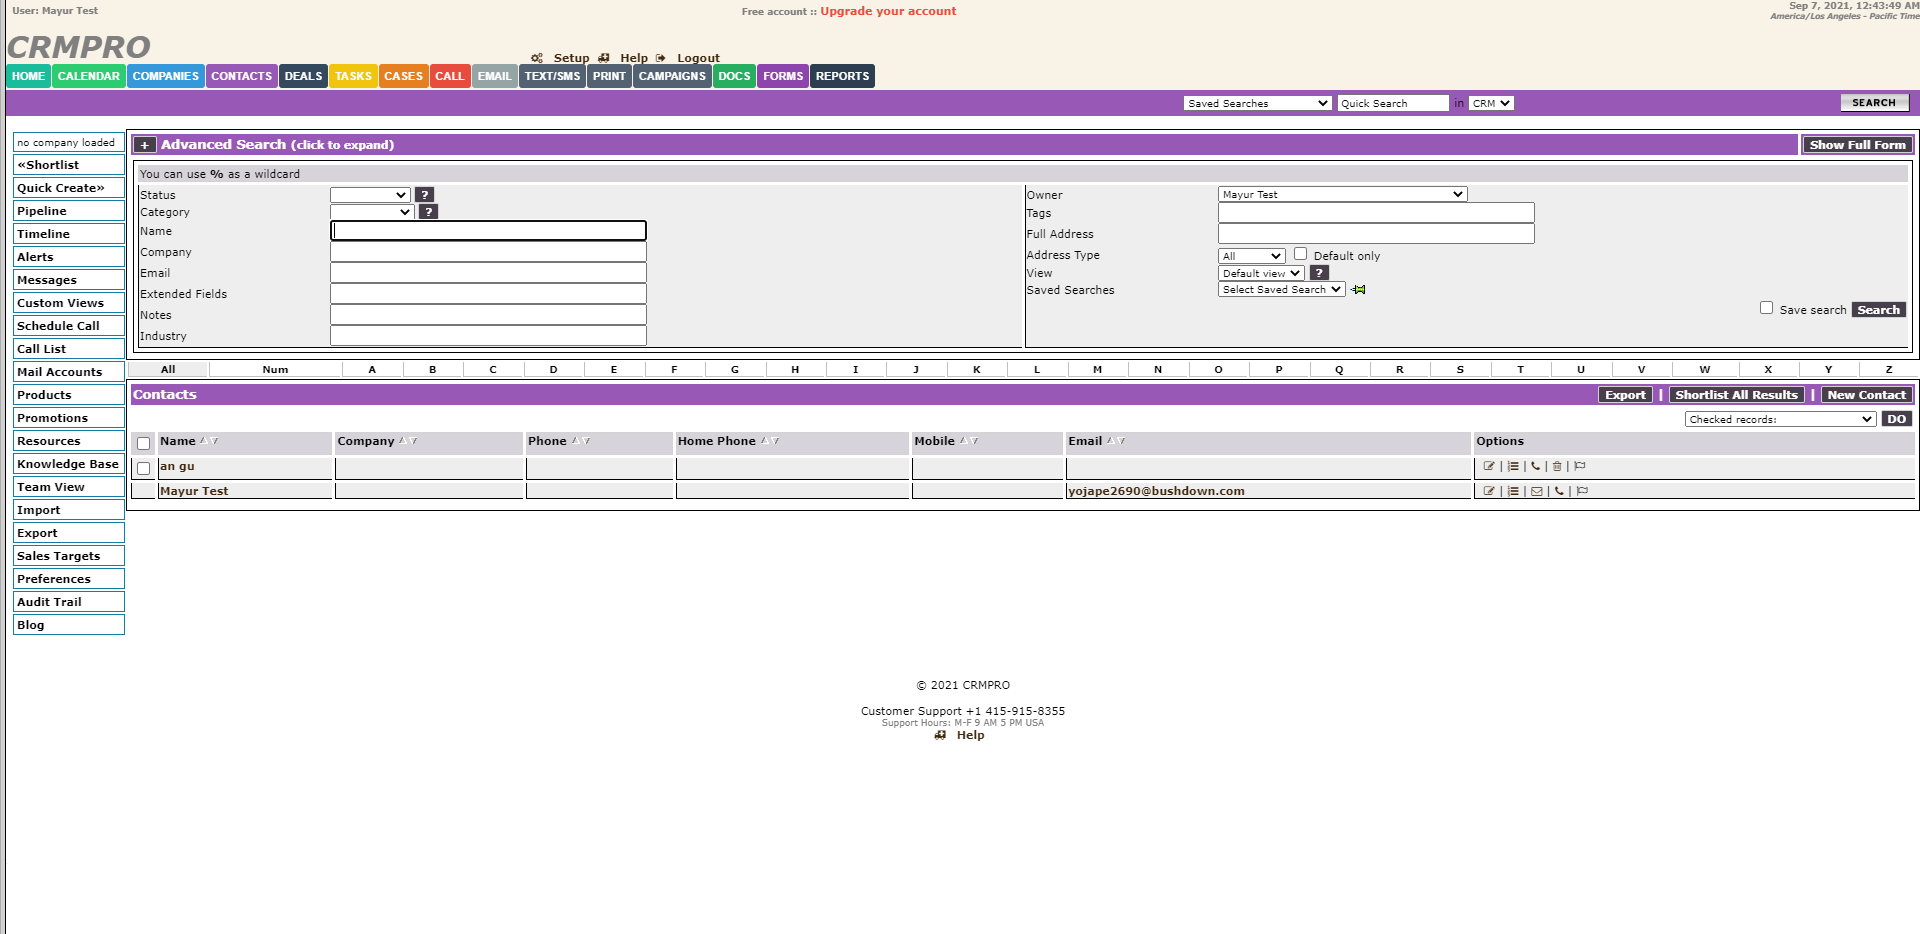 User: Mayur Test
Free account :: Upgrade your account
Sep 7, 2021, 12:43:49 AM
America/Los Angeles - Pacific Time
CRMPRO
Setup Help Logout
HOME CALENDAR COMPANIES CONTACTS DEALS TASKS CASES CALL EMAIL TEXT/SMS PRINT CAMPAIGNS DOCS FORMS REPORTS
Saved Searches Quick Search in CRM SEARCH
no company loaded
«Shortlist
Quick Create»
Pipeline
Timeline
Alerts
Messages
Custom Views
Schedule Call
Call List
Mail Accounts
Products
Promotions
Resources
Knowledge Base
Team View
Import
Export
Sales Targets
Preferences
Audit Trail
Blog
+ Advanced Search (click to expand) Show Full Form
You can use % as a wildcard
Status ?
Category ?
Name
Company
Email
Extended Fields
Notes
Industry
Owner Mayur Test
Tags
Full Address
Address Type All Default only
View Default view ?
Saved Searches Select Saved Search
Save search Search
All Num A B C D E F G H I J K L M N O P Q R S T U V W X Y Z
Contacts Export | Shortlist All Results | New Contact
Checked records: DO
Name Company Phone Home Phone Mobile Email Options
an gu | | | |
Mayur Test yojape2690@bushdown.com | | | |
© 2021 CRMPRO
Customer Support +1 415-915-8355
Support Hours: M-F 9 AM 5 PM USA
Help